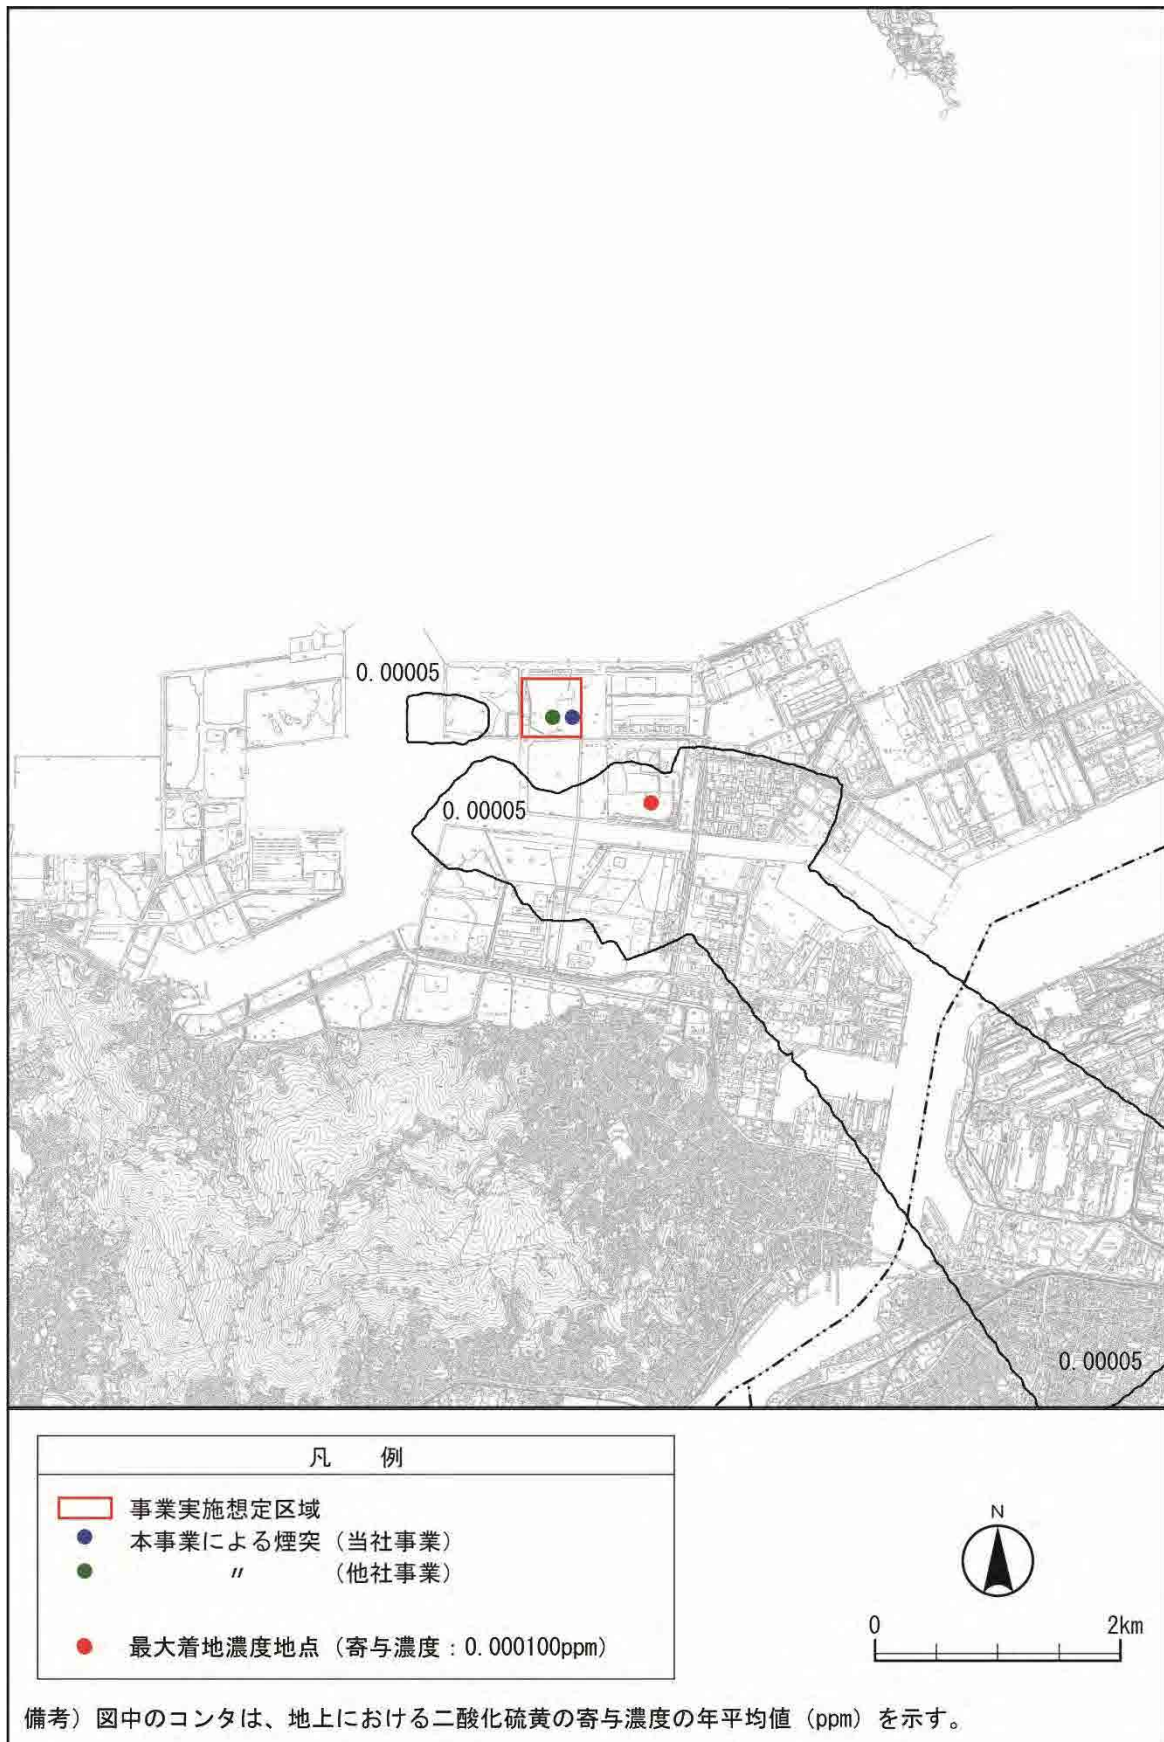 0.00005
0.00005
0.00005
凡 例
事業実施想定区域
本事業による煙突（当社事業）
〃 （他社事業）
最大着地濃度地点（寄与濃度：0.000100ppm）
N
0 2km
備考）図中のコンタは、地上における二酸化硫黄の寄与濃度の年平均値（ppm）を示す。